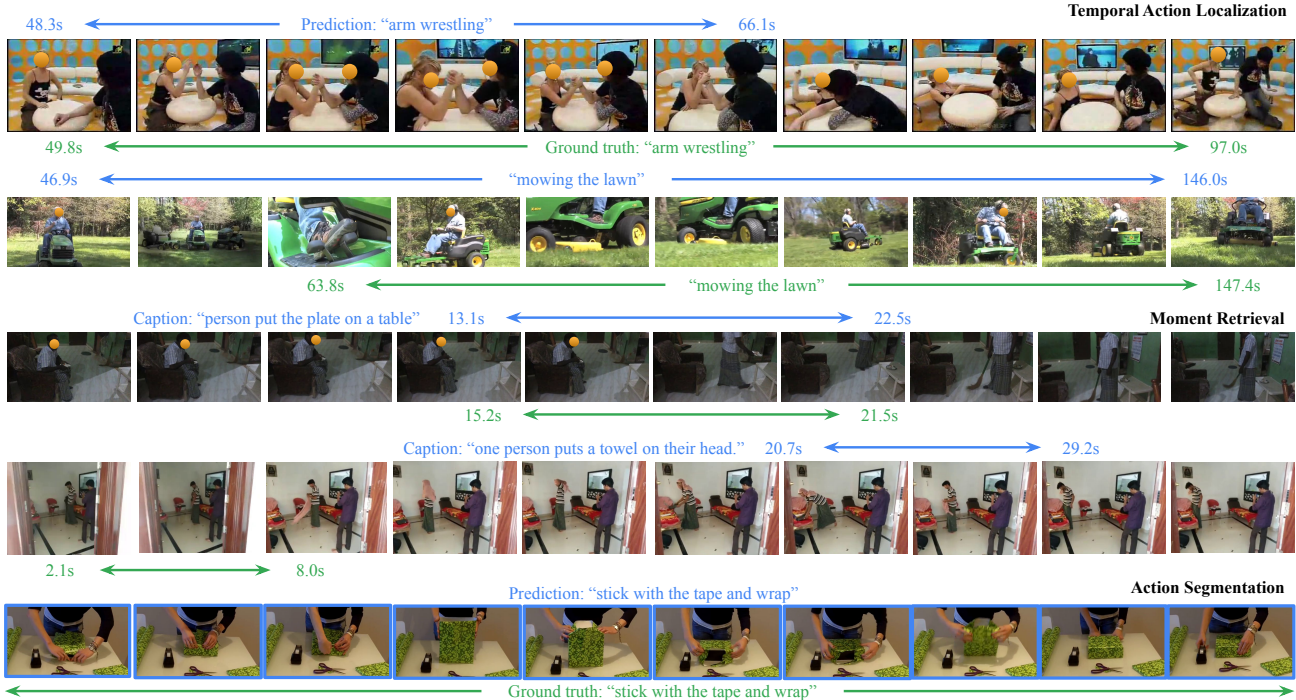 Temporal Action Localization
48.3s Prediction: “arm wrestling” 66.1s
49.8s Ground truth: “arm wrestling” 97.0s
46.9s “mowing the lawn” 146.0s
63.8s “mowing the lawn” 147.4s
Caption: “person put the plate on a table” 13.1s 22.5s Moment Retrieval
15.2s 21.5s
Caption: “one person puts a towel on their head.” 20.7s 29.2s
2.1s 8.0s
Action Segmentation
Prediction: “stick with the tape and wrap”
Ground truth: “stick with the tape and wrap”